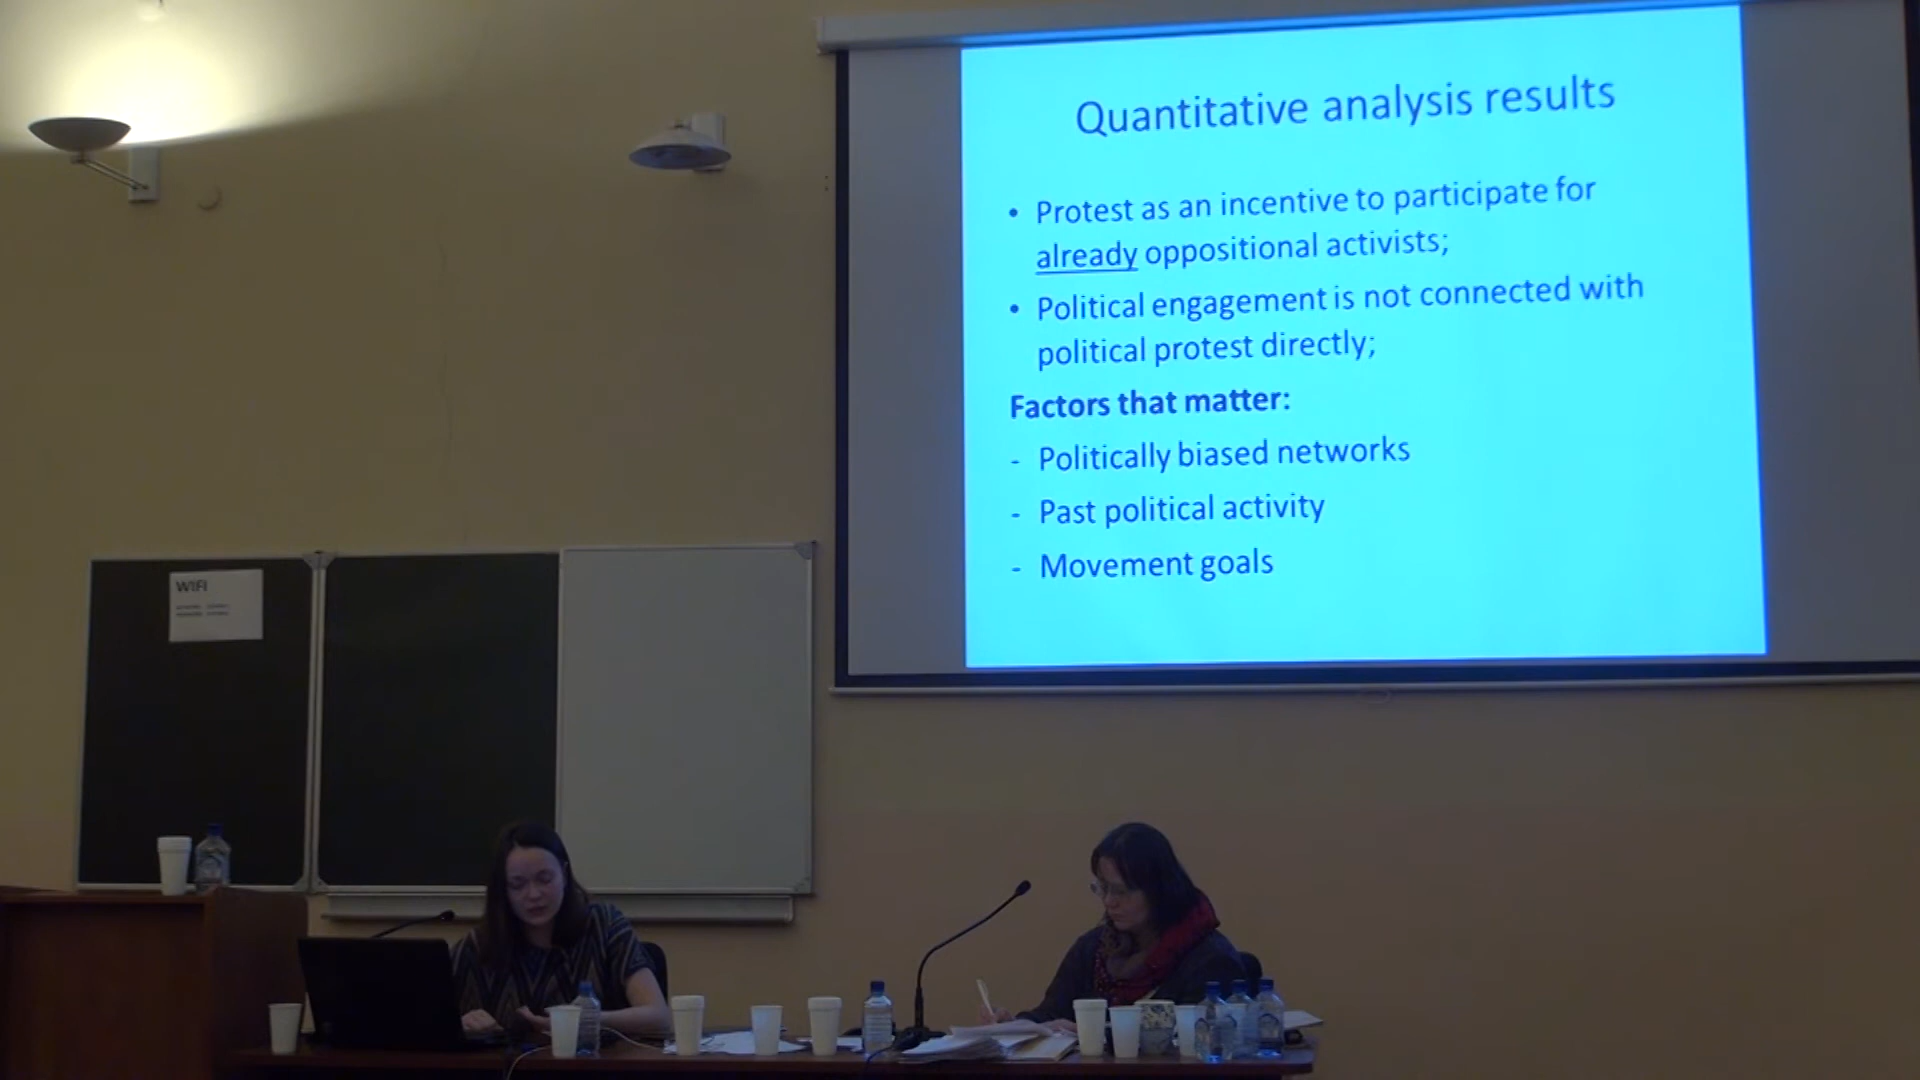 Quantitative analysis results
• Protest as an incentive to participate for
already oppositional activists;
• Political engagement is not connected with
political protest directly;
Factors that matter:
- Politically biased networks
- Past political activity
- Movement goals
WIFI